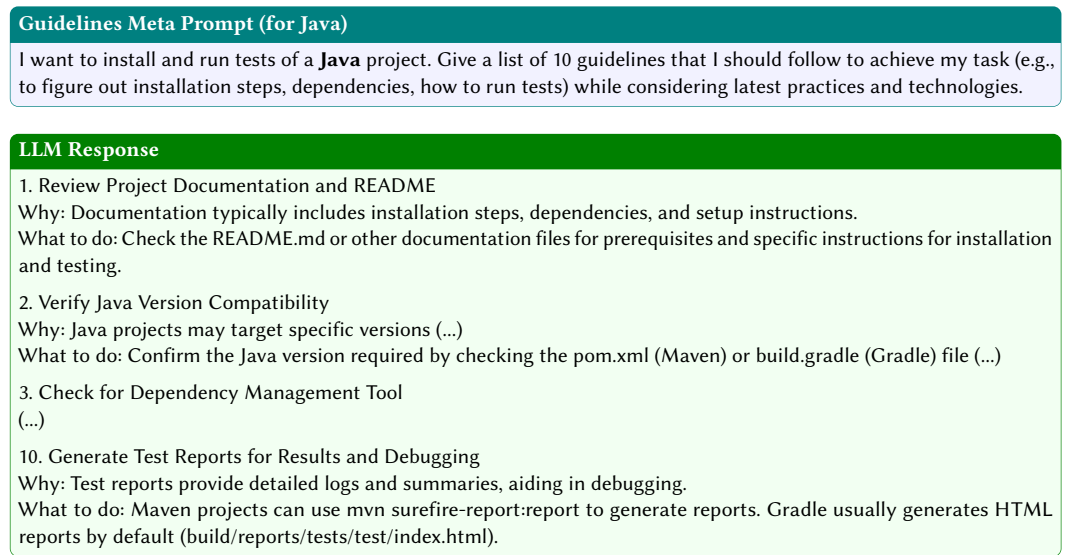 Guidelines Meta Prompt (for Java)
I want to install and run tests of a Java project. Give a list of 10 guidelines that I should follow to achieve my task (e.g.,
to figure out installation steps, dependencies, how to run tests) while considering latest practices and technologies.
LLM Response
1. Review Project Documentation and README
Why: Documentation typically includes installation steps, dependencies, and setup instructions.
What to do: Check the README.md or other documentation files for prerequisites and specific instructions for installation
and testing.
2. Verify Java Version Compatibility
Why: Java projects may target specific versions (...)
What to do: Confirm the Java version required by checking the pom.xml (Maven) or build.gradle (Gradle) file (...)
3. Check for Dependency Management Tool
(...)
10. Generate Test Reports for Results and Debugging
Why: Test reports provide detailed logs and summaries, aiding in debugging.
What to do: Maven projects can use mvn surefire-report:report to generate reports. Gradle usually generates HTML
reports by default (build/reports/tests/test/index.html).